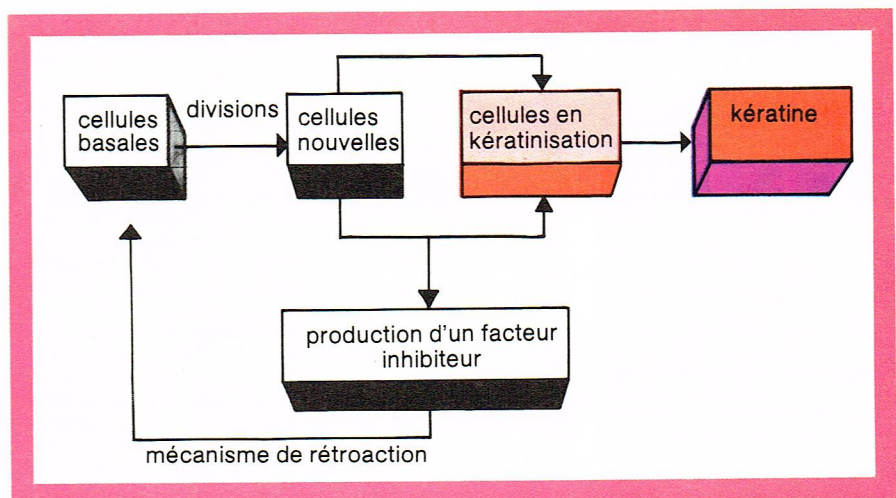 cellules
basales
divisions
cellules
nouvelles
cellules en
kératinisation
kératine
production d'un facteur
inhibiteur
mécanisme de rétroaction